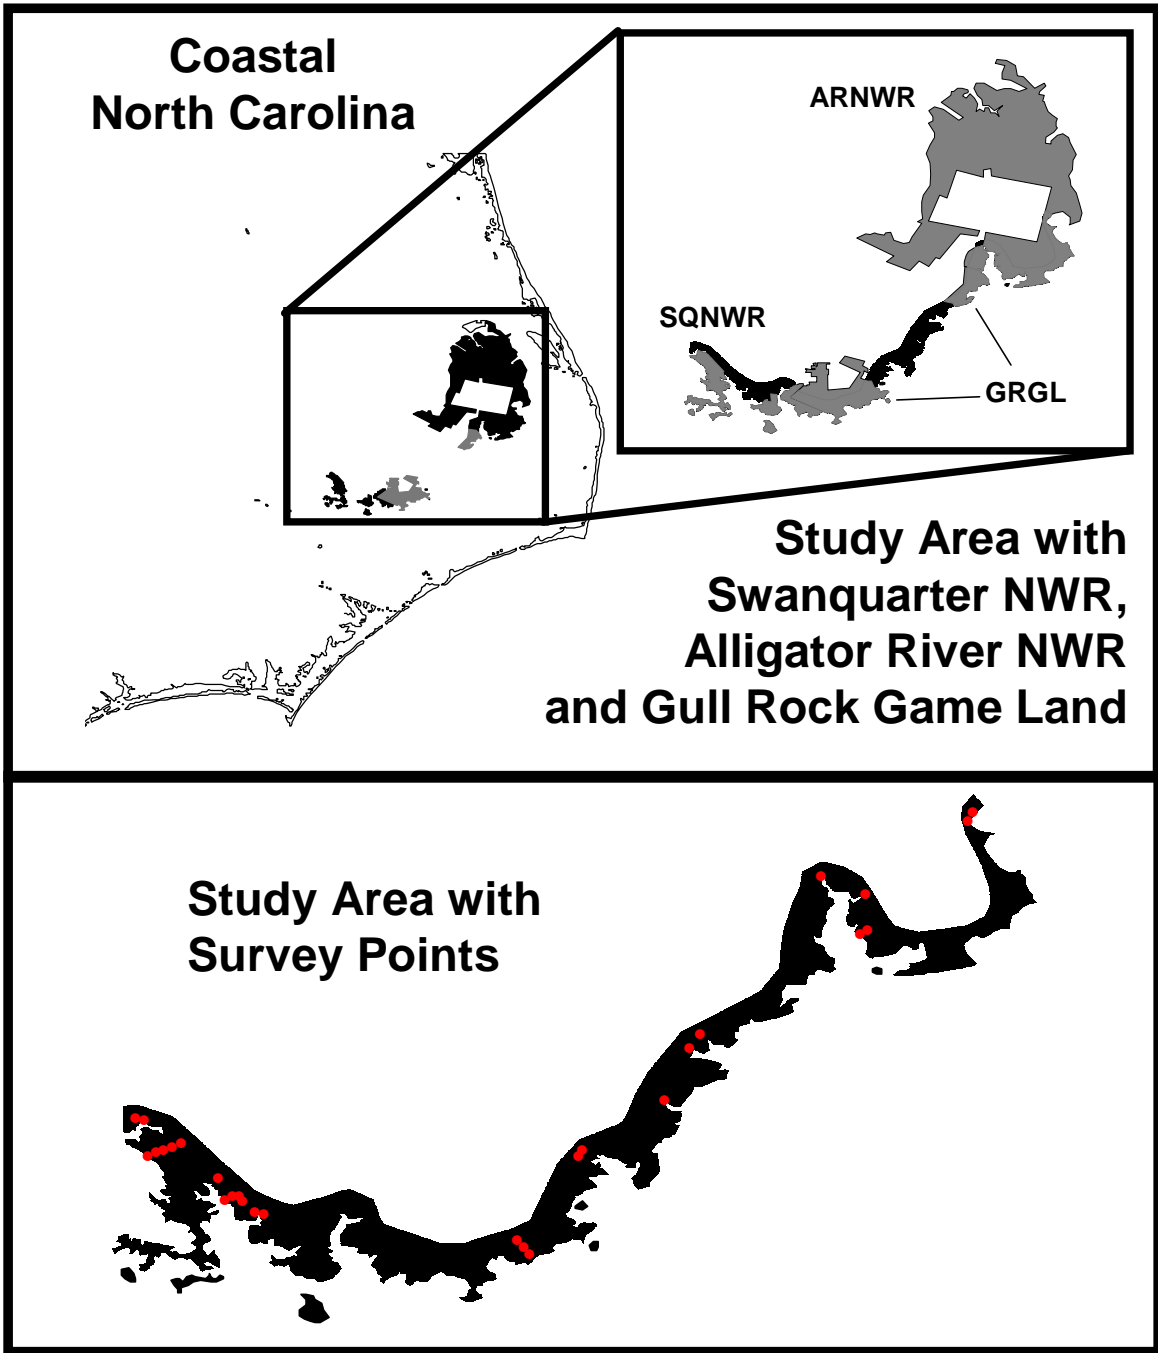 Coastal
North Carolina
ARNWR
SQNWR
GRGL
Study Area with
Swanquarter NWR,
Alligator River NWR
and Gull Rock Game Land
Study Area with
Survey Points